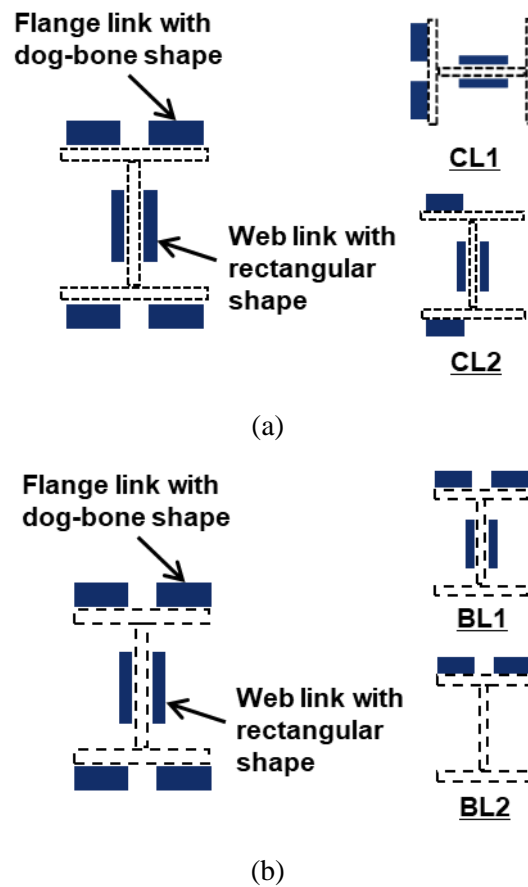 Flange link with
dog-bone shape
CL1
Web link with
rectangular
shape
CL2
(a)
Flange link with
dog-bone shape
BL1
Web link with
rectangular
shape
BL2
(b)